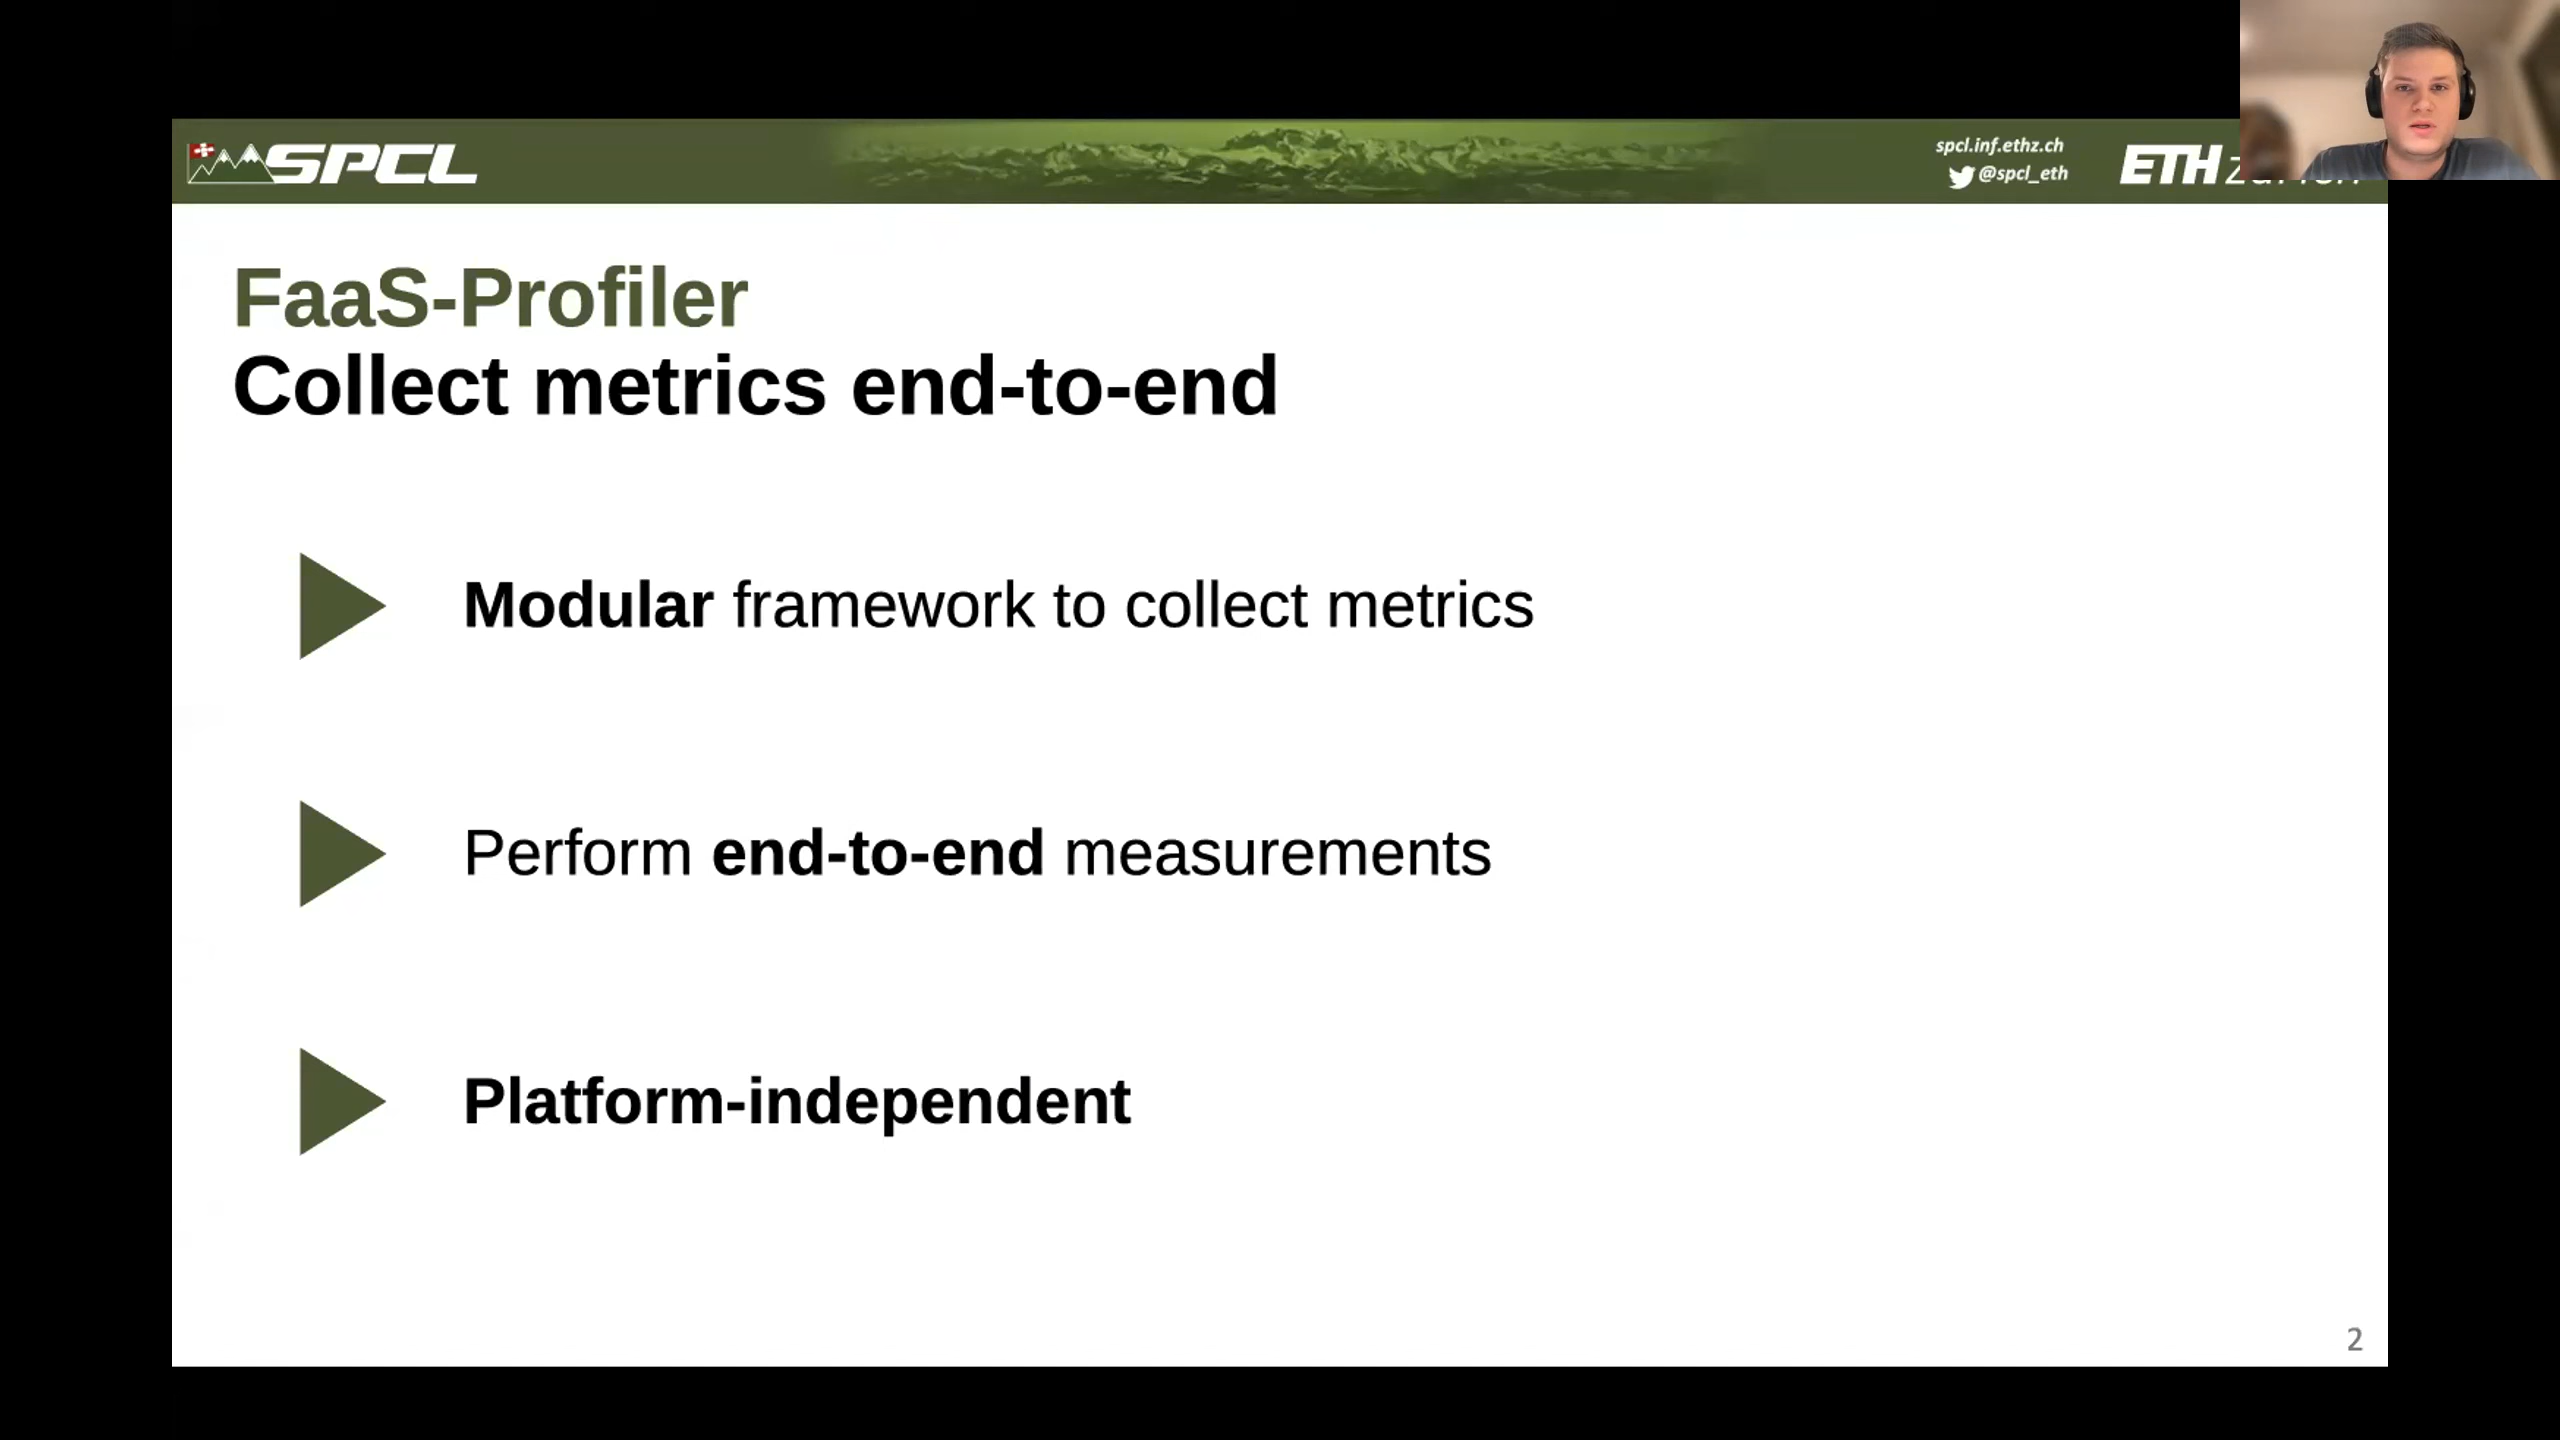 SPCL
spcl.inf.ethz.ch
@spcl_eth
ETH
FaaS-Profiler
Collect metrics end-to-end
Modular framework to collect metrics
Perform end-to-end measurements
Platform-independent
2